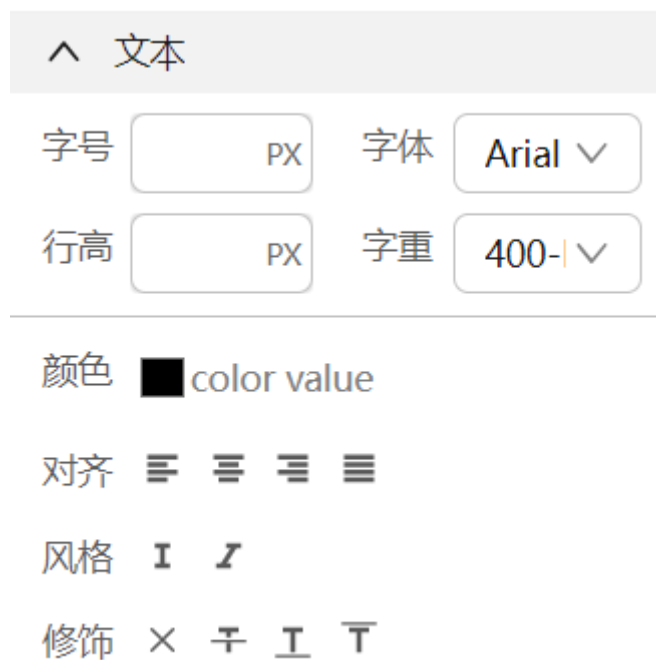 文本
字号 PX 字体 Arial
行高 PX 字重 400-
颜色 color value
对齐
风格
修饰